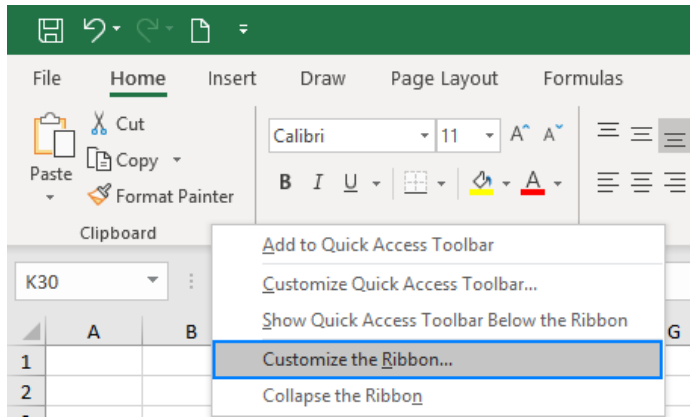 File Home Insert Draw Page Layout Formulas
Cut
Calibri 11 A A
Copy
Paste
B I U A
Format Painter
Clipboard
Add to Quick Access Toolbar
K30
Customize Quick Access Toolbar...
Show Quick Access Toolbar Below the Ribbon
A B G
1
Customize the Ribbon...
2
Collapse the Ribbon